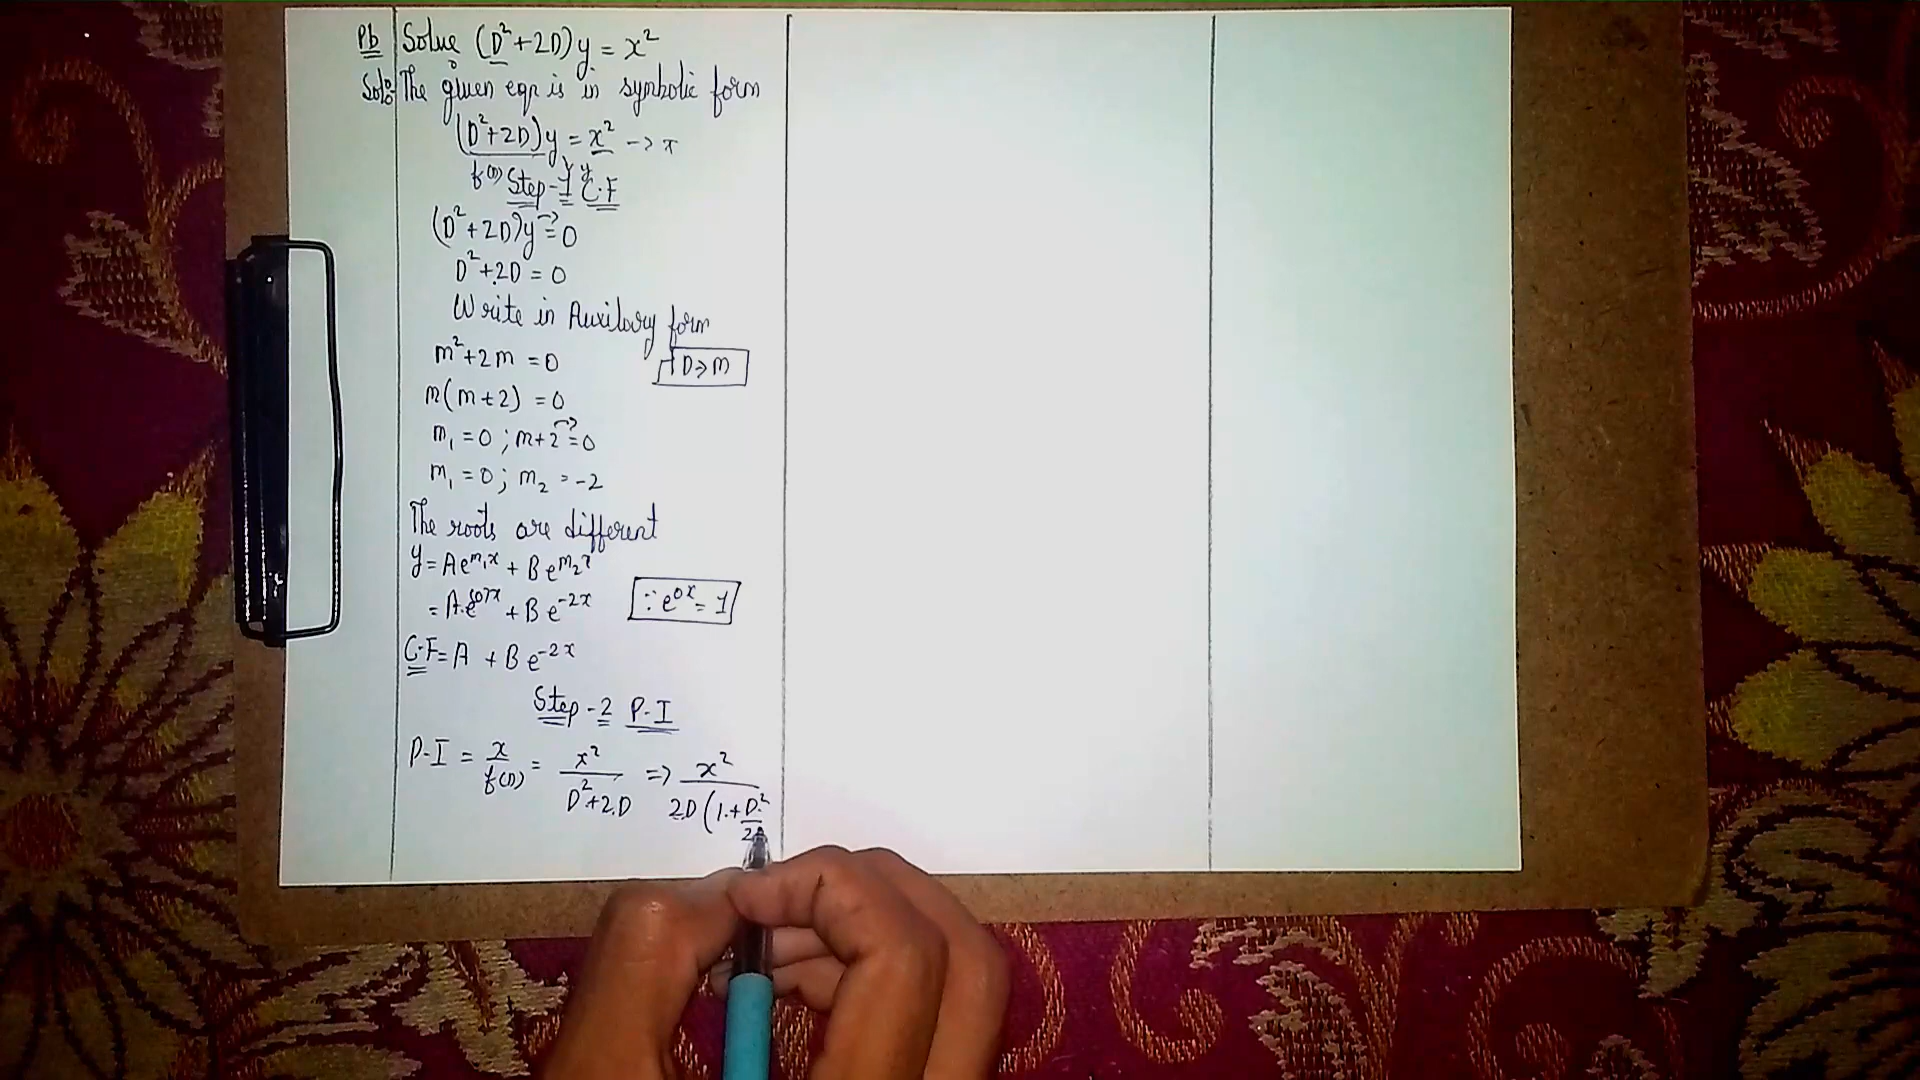 Pb Solve (D²+2D)y = x²
Sol: The given eqn is in symbolic form
(D²+2D)y = x² -> x
f(D)
Step-1 C.F
(D²+2D)y = 0
D²+2D = 0
Write in Auxilary form
m²+2m = 0 D⇒m
m(m+2) = 0
m₁ = 0 ; m+2 = 0
m₁ = 0 ; m₂ = -2
The roots are different
y = Ae^m₁x + Be^m₂x
= A.e^(0)x + Be^-2x ∵ e^0x = 1
C.F = A + Be^-2x
Step-2 P-I
P-I = x/f(D) = x²/D²+2D => x²/2D(1+D²/2